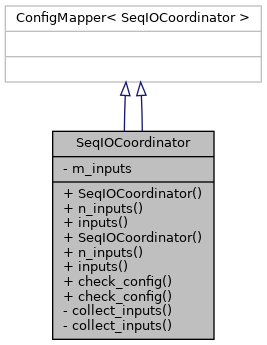 ConfigMapper< SeqIOCoordinator >
SeqIOCoordinator
- m_inputs
+ SeqIOCoordinator()
+ n_inputs()
+ inputs()
+ SeqIOCoordinator()
+ n_inputs()
+ inputs()
+ check_config()
+ check_config()
- collect_inputs()
- collect_inputs()